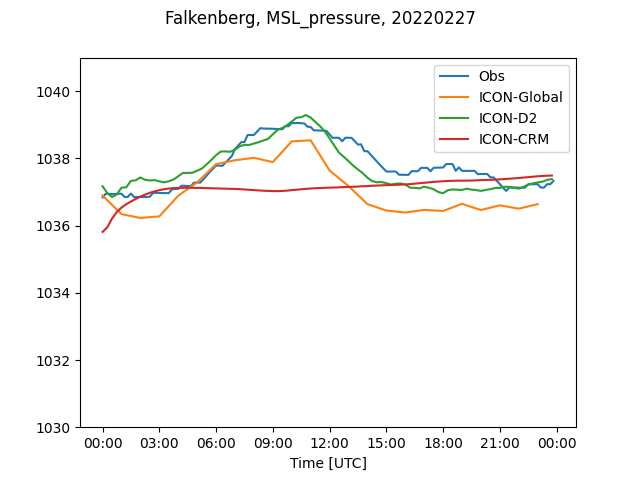 Falkenberg, MSL_pressure, 20220227
Obs
ICON-Global
ICON-D2
ICON-CRM
1040
1038
1036
1034
1032
1030
00:00 03:00 06:00 09:00 12:00 15:00 18:00 21:00 00:00
Time [UTC]